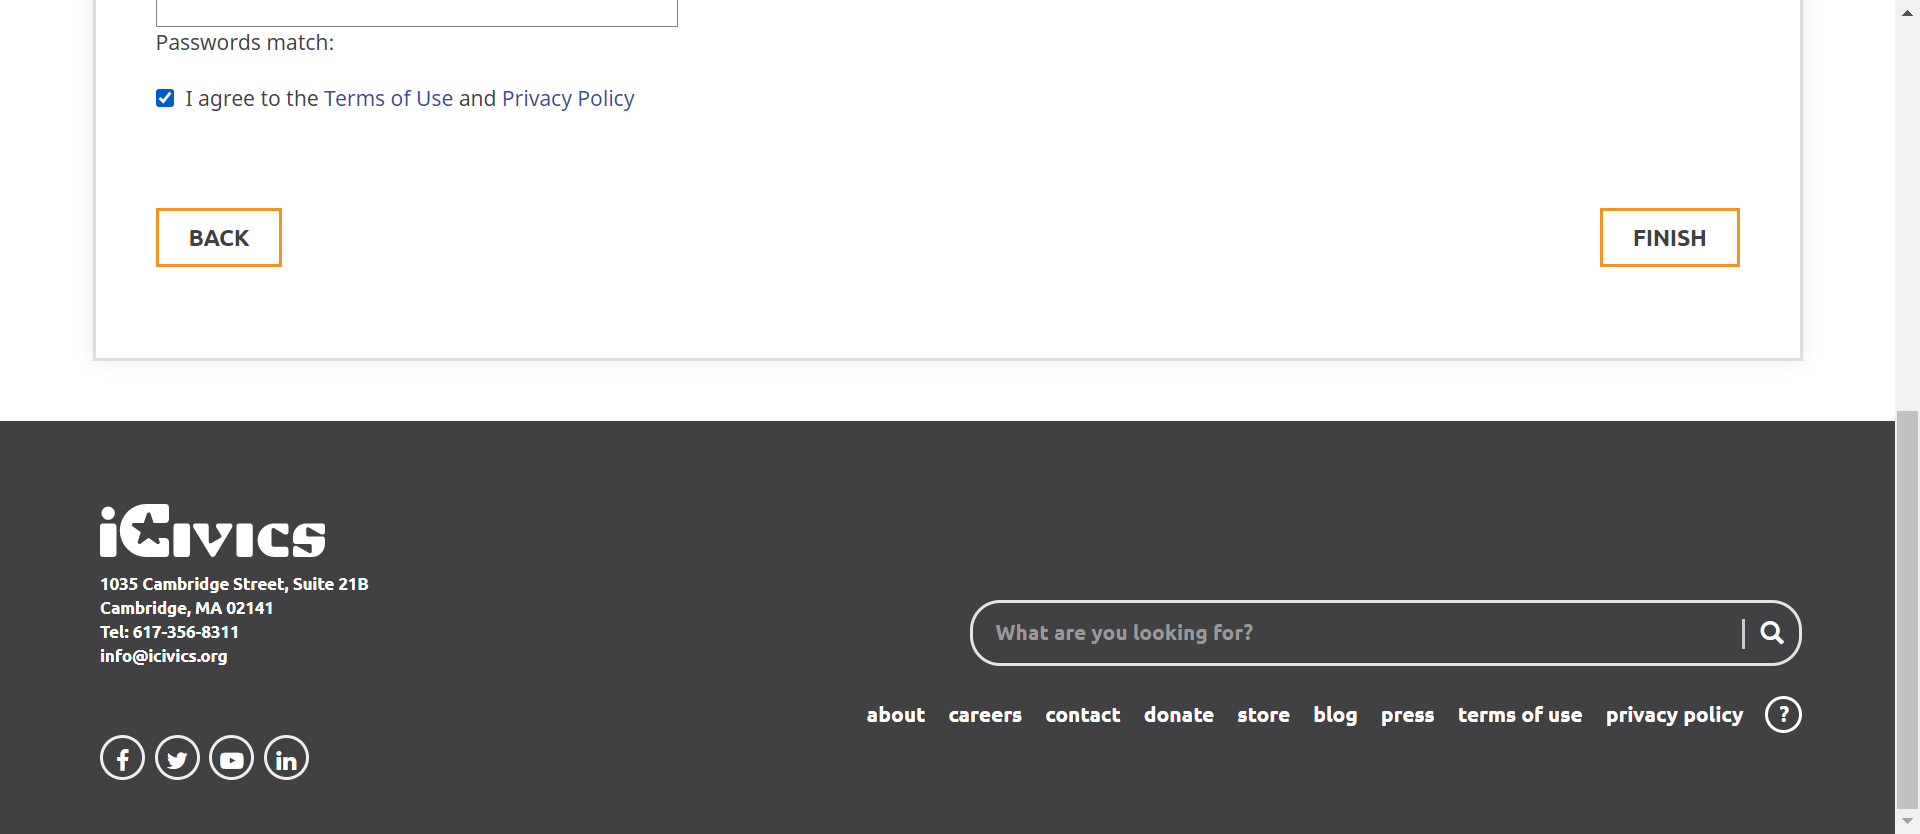 Passwords match:
I agree to the Terms of Use and Privacy Policy
BACK
FINISH
iCivics
1035 Cambridge Street, Suite 21B
Cambridge, MA 02141
Tel: 617-356-8311
info@icivics.org
What are you looking for?
about careers contact donate store blog press terms of use privacy policy ?